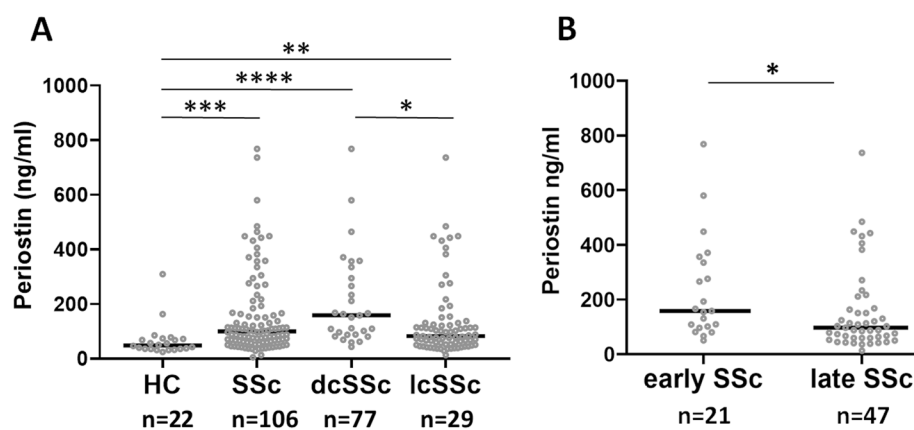 A
**
****
***
*
1000
800
600
400
200
0
Periostin (ng/ml)
HC SSc dcSSc lcSSc
n=22 n=106 n=77 n=29
B
*
1000
800
600
400
200
0
Periostin ng/ml
early SSc late SSc
n=21 n=47